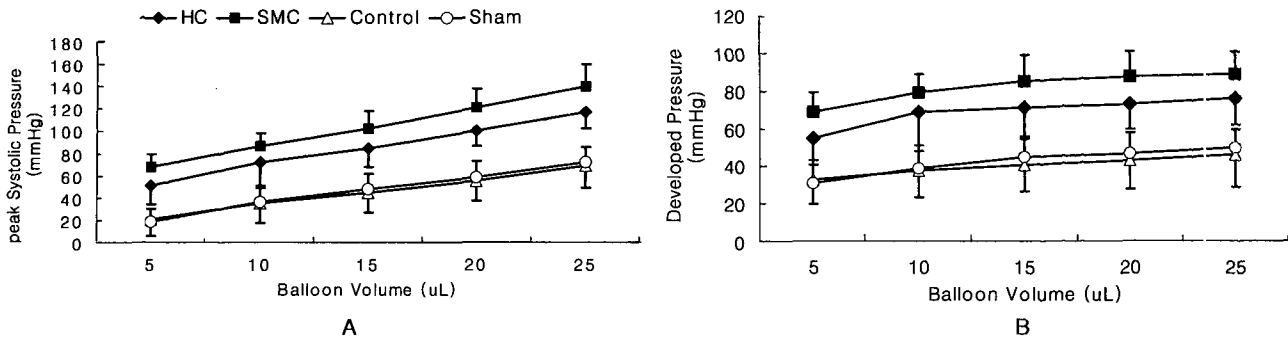 HC SMC Control Sham
peak Systolic Pressure
(mmHg)
180
160
140
120
100
80
60
40
20
0
5 10 15 20 25
Balloon Volume (uL)
A
Developed Pressure
(mmHg)
120
100
80
60
40
20
0
5 10 15 20 25
Balloon Volume (uL)
B